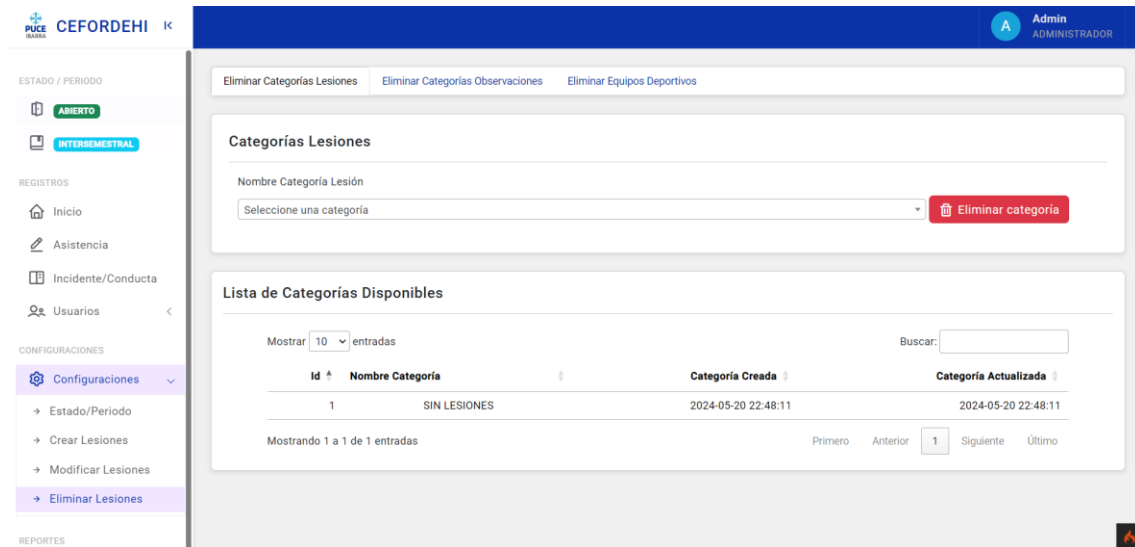 PUCE
IBARRA
CEFORDEHI
Admin
ADMINISTRADOR
A
ESTADO / PERIODO
ABIERTO
INTERSEMESTRAL
REGISTROS
Inicio
Asistencia
Incidente/Conducta
Usuarios
CONFIGURACIONES
Configuraciones
Estado/Periodo
Crear Lesiones
Modificar Lesiones
Eliminar Lesiones
REPORTES
Eliminar Categorías Lesiones Eliminar Categorías Observaciones Eliminar Equipos Deportivos
Categorías Lesiones
Nombre Categoría Lesión
Seleccione una categoría Eliminar categoría
Lista de Categorías Disponibles
Mostrar 10 entradas Buscar:
Id Nombre Categoría Categoría Creada Categoría Actualizada
1 SIN LESIONES 2024-05-20 22:48:11 2024-05-20 22:48:11
Mostrando 1 a 1 de 1 entradas Primero Anterior 1 Siguiente Último